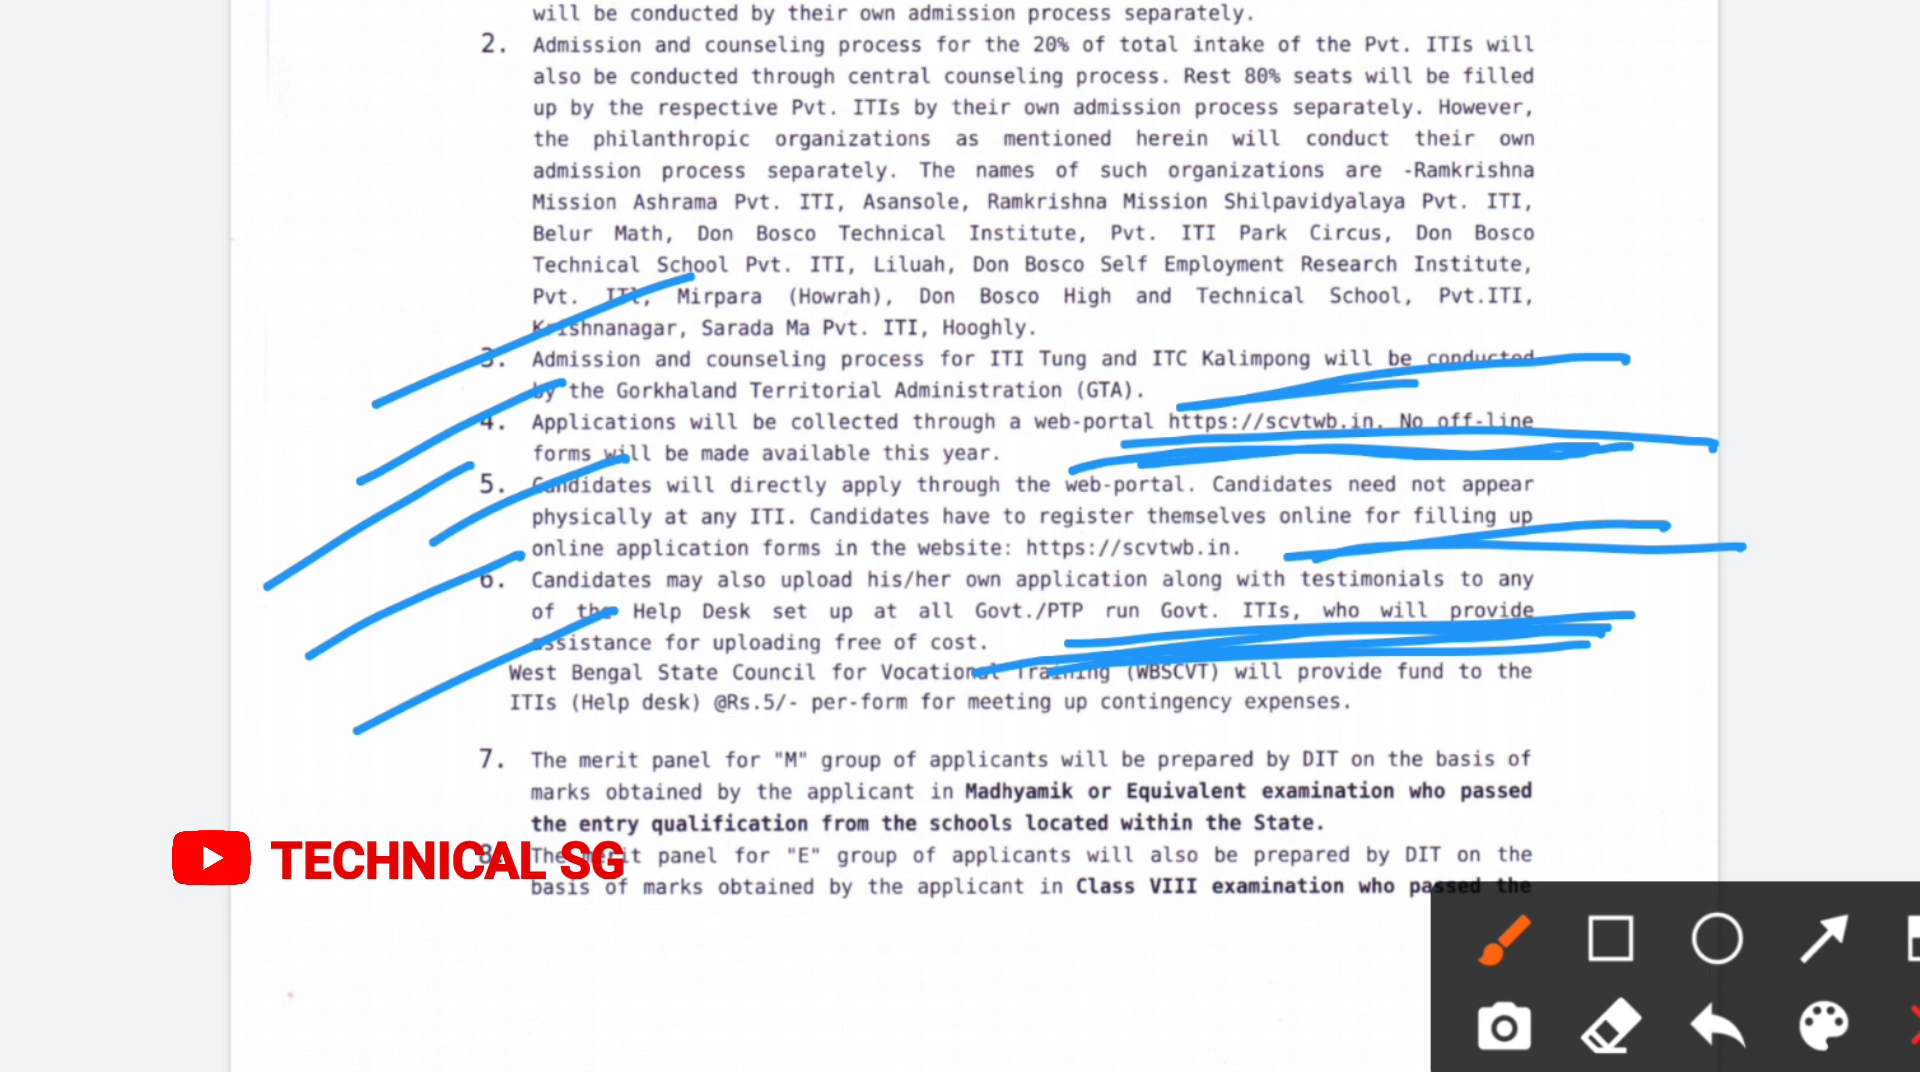 will be conducted by their own admission process separately.
2. Admission and counseling process for the 20% of total intake of the Pvt. ITIs will
also be conducted through central counseling process. Rest 80% seats will be filled
up by the respective Pvt. ITIs by their own admission process separately. However,
the philanthropic organizations as mentioned herein will conduct their own
admission process separately. The names of such organizations are -Ramkrishna
Mission Ashrama Pvt. ITI, Asansole, Ramkrishna Mission Shilpavidyalaya Pvt. ITI,
Belur Math, Don Bosco Technical Institute, Pvt. ITI Park Circus, Don Bosco
Technical School Pvt. ITI, Liluah, Don Bosco Self Employment Research Institute,
Pvt. ITI, Mirpara (Howrah), Don Bosco High and Technical School, Pvt.ITI,
Krishnanagar, Sarada Ma Pvt. ITI, Hooghly.
3. Admission and counseling process for ITI Tung and ITC Kalimpong will be conducted
by the Gorkhaland Territorial Administration (GTA).
4. Applications will be collected through a web-portal https://scvtwb.in. No off-line
forms will be made available this year.
5. Candidates will directly apply through the web-portal. Candidates need not appear
physically at any ITI. Candidates have to register themselves online for filling up
online application forms in the website: https://scvtwb.in.
6. Candidates may also upload his/her own application along with testimonials to any
of the Help Desk set up at all Govt./PTP run Govt. ITIs, who will provide
assistance for uploading free of cost.
West Bengal State Council for Vocational Training (WBSCVT) will provide fund to the
ITIs (Help desk) @Rs.5/- per-form for meeting up contingency expenses.
7. The merit panel for "M" group of applicants will be prepared by DIT on the basis of
marks obtained by the applicant in Madhyamik or Equivalent examination who passed
the entry qualification from the schools located within the State.
8. The merit panel for "E" group of applicants will also be prepared by DIT on the
basis of marks obtained by the applicant in Class VIII examination who passed the
TECHNICAL SG